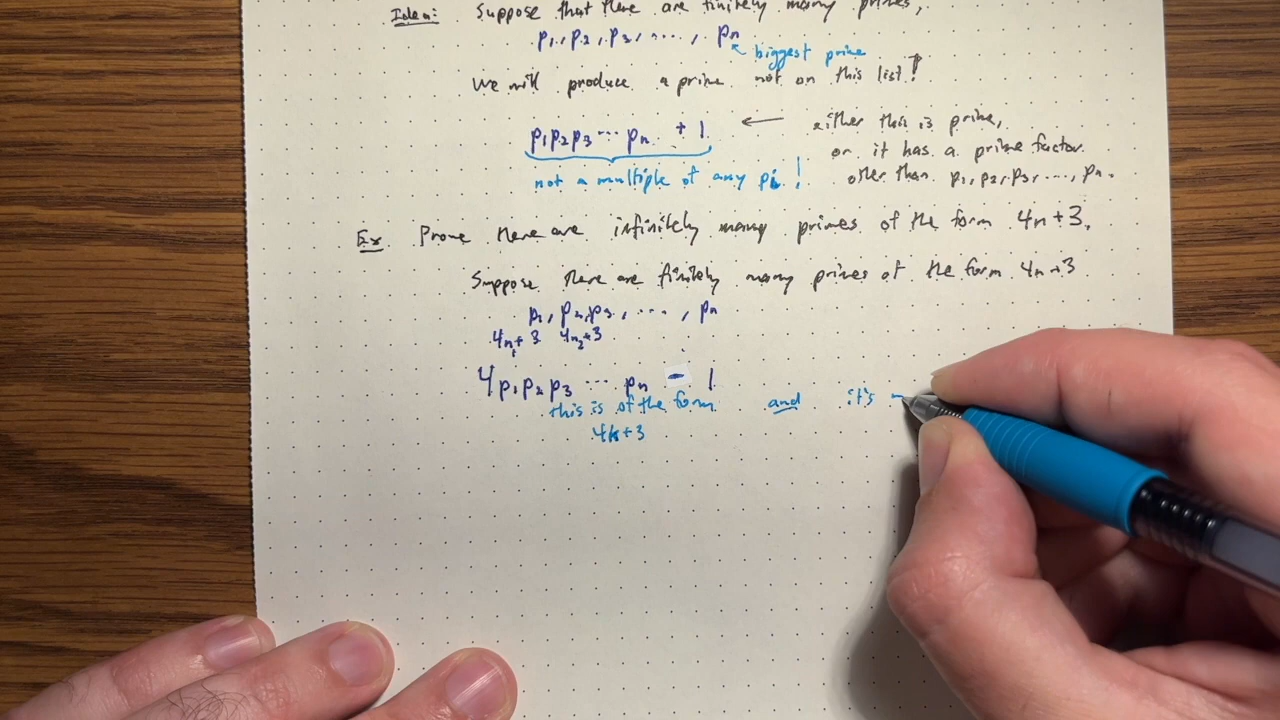 Idea: Suppose that there are finitely many primes,
p₁, p₂, p₃, ..., pₙ
biggest prime
We will produce a prime not on this list!
p₁p₂p₃ ... pₙ + 1 ← either this is prime,
or it has a prime factor
not a multiple of any pᵢ! other than p₁, p₂, p₃, ..., pₙ.
Ex Prove there are infinitely many primes of the form 4n+3.
Suppose there are finitely many primes of the form 4n+3
p₁, p₂, p₃, ..., pₙ
4n₁+3 4n₂+3
4p₁p₂p₃ ... pₙ - 1
this is of the form and it's
4k+3